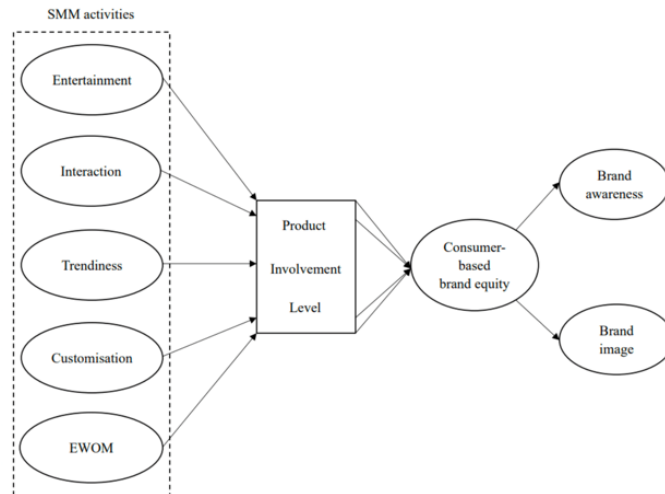 SMM activities
Entertainment
Interaction
Trendiness
Customisation
EWOM
Product
Involvement
Level
Consumer-
based
brand equity
Brand
awareness
Brand
image